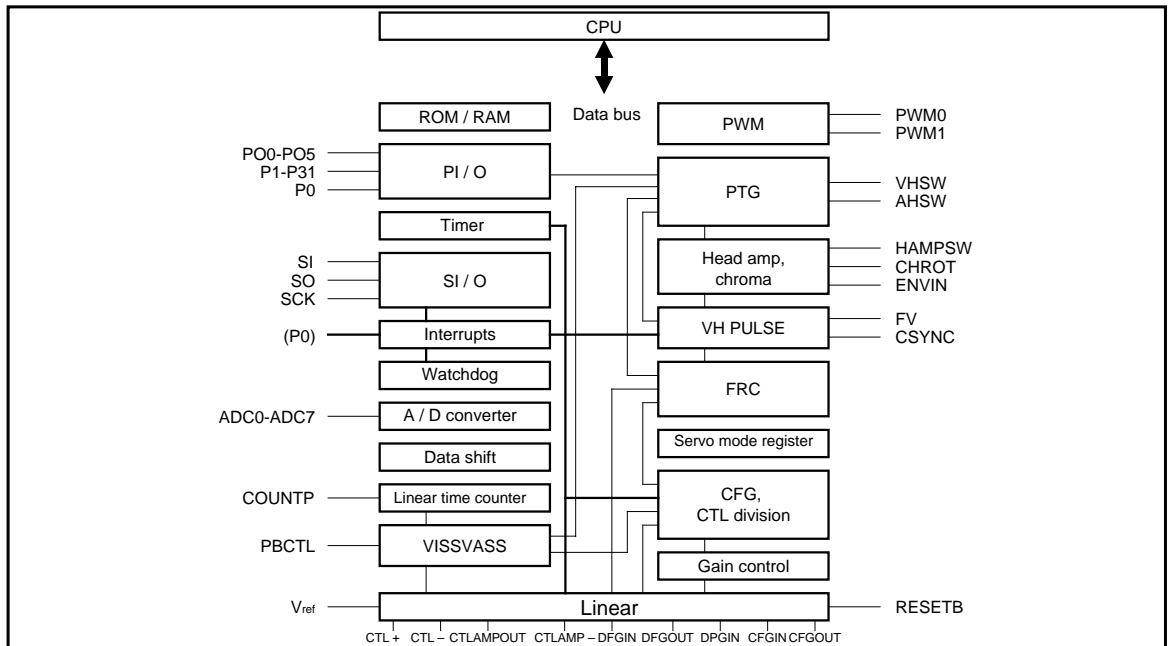 CPU
Data bus
ROM / RAM
PWM
PWM0
PWM1
PO0-PO5
P1-P31
P0
PI / O
PTG
VHSW
AHSW
Timer
Head amp,
chroma
HAMPSW
CHROT
ENVIN
SI
SO
SCK
SI / O
(P0)
Interrupts
VH PULSE
FV
CSYNC
Watchdog
FRC
ADC0-ADC7
A / D converter
Servo mode register
Data shift
COUNTP
Linear time counter
CFG,
CTL division
PBCTL
VISSVASS
Gain control
Vref
Linear
RESETB
CTL + CTL – CTLAMPOUT CTLAMP – DFGIN DFGOUT DPGIN CFGIN CFGOUT